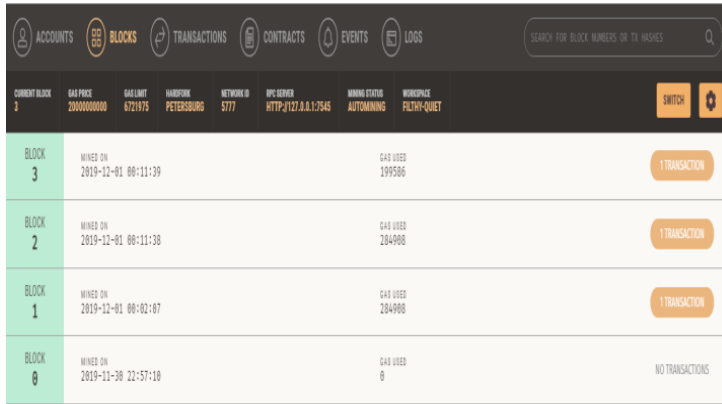 ACCOUNTS BLOCKS TRANSACTIONS CONTRACTS EVENTS LOGS SEARCH FOR BLOCK NUMBERS OR TX HASHES
CURRENT BLOCK GAS PRICE GAS LIMIT HARDFORK NETWORK ID RPC SERVER MINING STATUS WORKSPACE
3 20000000000 6721975 PETERSBURG 5777 HTTP://127.0.0.1:7545 AUTOMINING FILTHY-QUIET SWITCH
BLOCK MINED ON GAS USED
3 2019-12-01 00:11:39 199586 1 TRANSACTION
BLOCK MINED ON GAS USED
2 2019-12-01 00:11:38 284908 1 TRANSACTION
BLOCK MINED ON GAS USED
1 2019-12-01 00:02:07 284908 1 TRANSACTION
BLOCK MINED ON GAS USED
0 2019-11-30 22:57:10 0 NO TRANSACTIONS